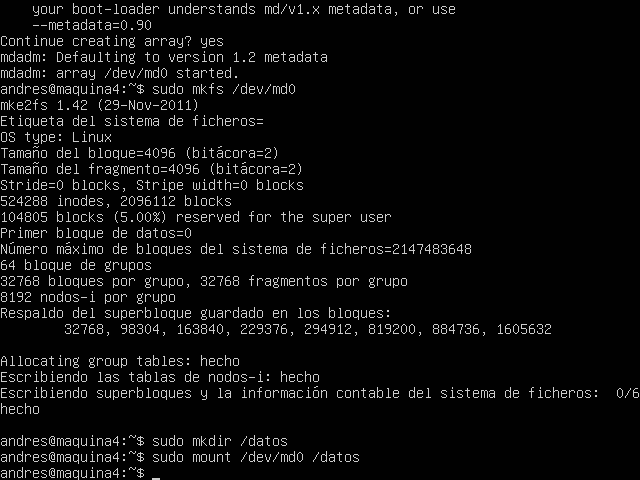 your boot-loader understands md/v1.x metadata, or use
--metadata=0.90
Continue creating array? yes
mdadm: Defaulting to version 1.2 metadata
mdadm: array /dev/md0 started.
andres@maquina4:~$ sudo mkfs /dev/md0
mke2fs 1.42 (29-Nov-2011)
Etiqueta del sistema de ficheros=
OS type: Linux
Tamaño del bloque=4096 (bitácora=2)
Tamaño del fragmento=4096 (bitácora=2)
Stride=0 blocks, Stripe width=0 blocks
524288 inodes, 2096112 blocks
104805 blocks (5.00%) reserved for the super user
Primer bloque de datos=0
Número máximo de bloques del sistema de ficheros=2147483648
64 bloque de grupos
32768 bloques por grupo, 32768 fragmentos por grupo
8192 nodos-i por grupo
Respaldo del superbloque guardado en los bloques:
32768, 98304, 163840, 229376, 294912, 819200, 884736, 1605632
Allocating group tables: hecho
Escribiendo las tablas de nodos-i: hecho
Escribiendo superbloques y la información contable del sistema de ficheros:  0/6
hecho
andres@maquina4:~$ sudo mkdir /datos
andres@maquina4:~$ sudo mount /dev/md0 /datos
andres@maquina4:~$